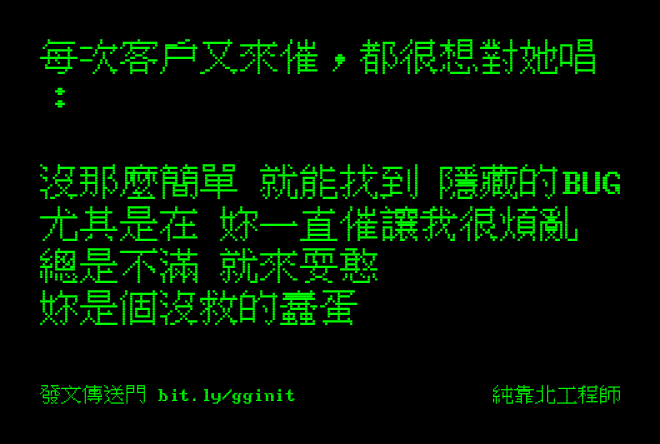 每次客戶又來催，都很想對她唱
：
沒那麼簡單 就能找到 隱藏的BUG
尤其是在 妳一直催讓我很煩亂
總是不滿 就來耍憨
妳是個沒救的蠢蛋
發文傳送門 bit.ly/gginit
純靠北工程師